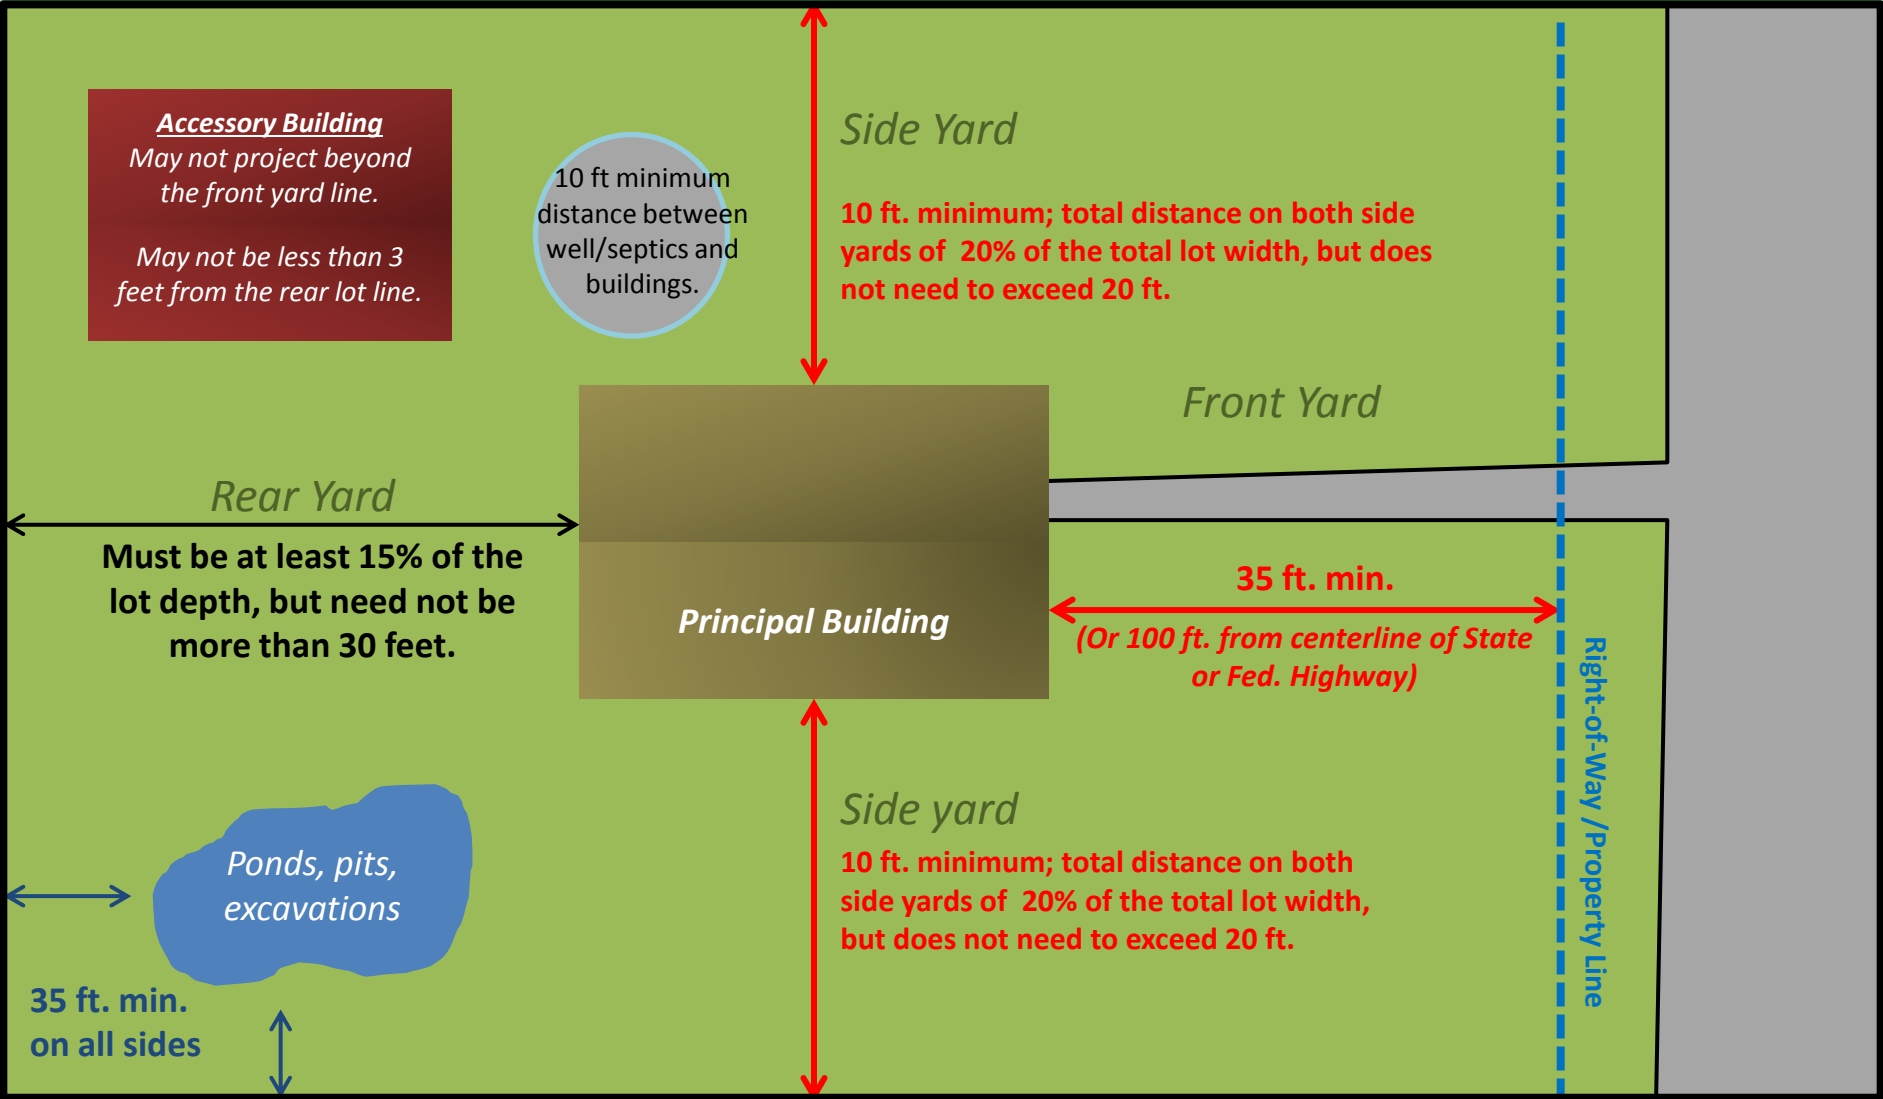 Accessory Building
May not project beyond
the front yard line.
May not be less than 3
feet from the rear lot line.
10 ft minimum
distance between
well/septics and
buildings.
Side Yard
10 ft. minimum; total distance on both side
yards of 20% of the total lot width, but does
not need to exceed 20 ft.
Front Yard
Rear Yard
Must be at least 15% of the
lot depth, but need not be
more than 30 feet.
Principal Building
35 ft. min.
(Or 100 ft. from centerline of State
or Fed. Highway)
Right-of-Way /Property Line
Side yard
10 ft. minimum; total distance on both
side yards of 20% of the total lot width,
but does not need to exceed 20 ft.
Ponds, pits,
excavations
35 ft. min.
on all sides